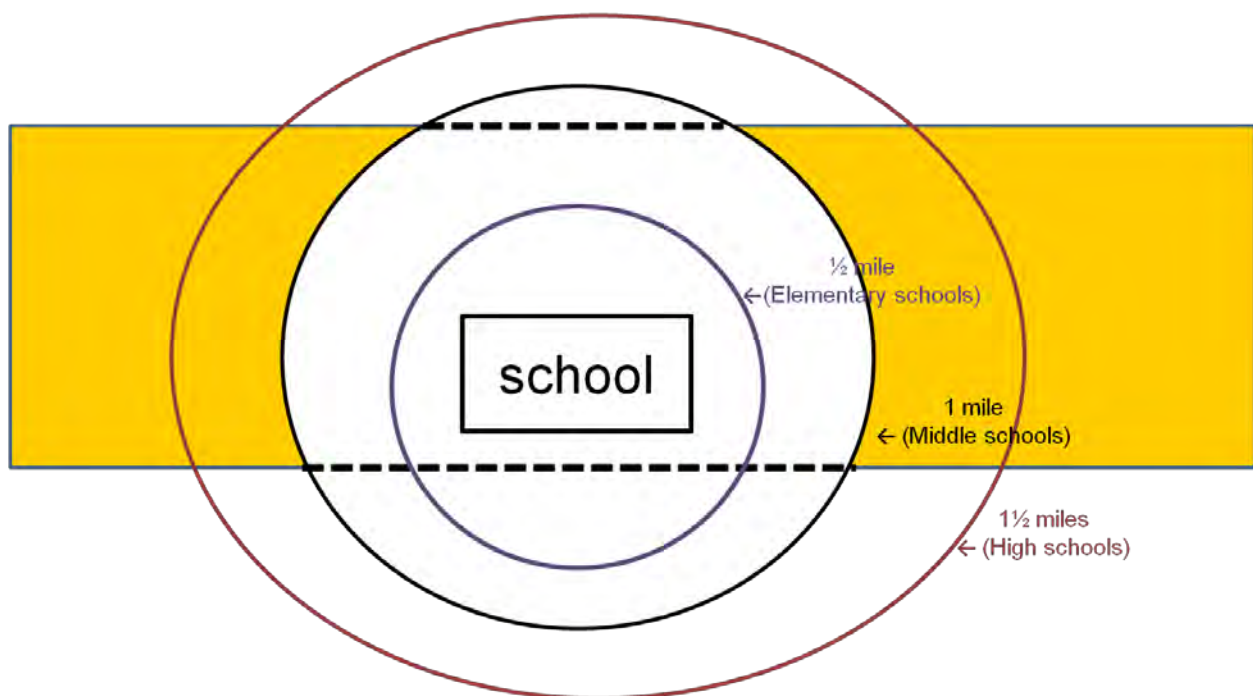 ½ mile
←(Elementary schools)
school
1 mile
← (Middle schools)
1½ miles
← (High schools)